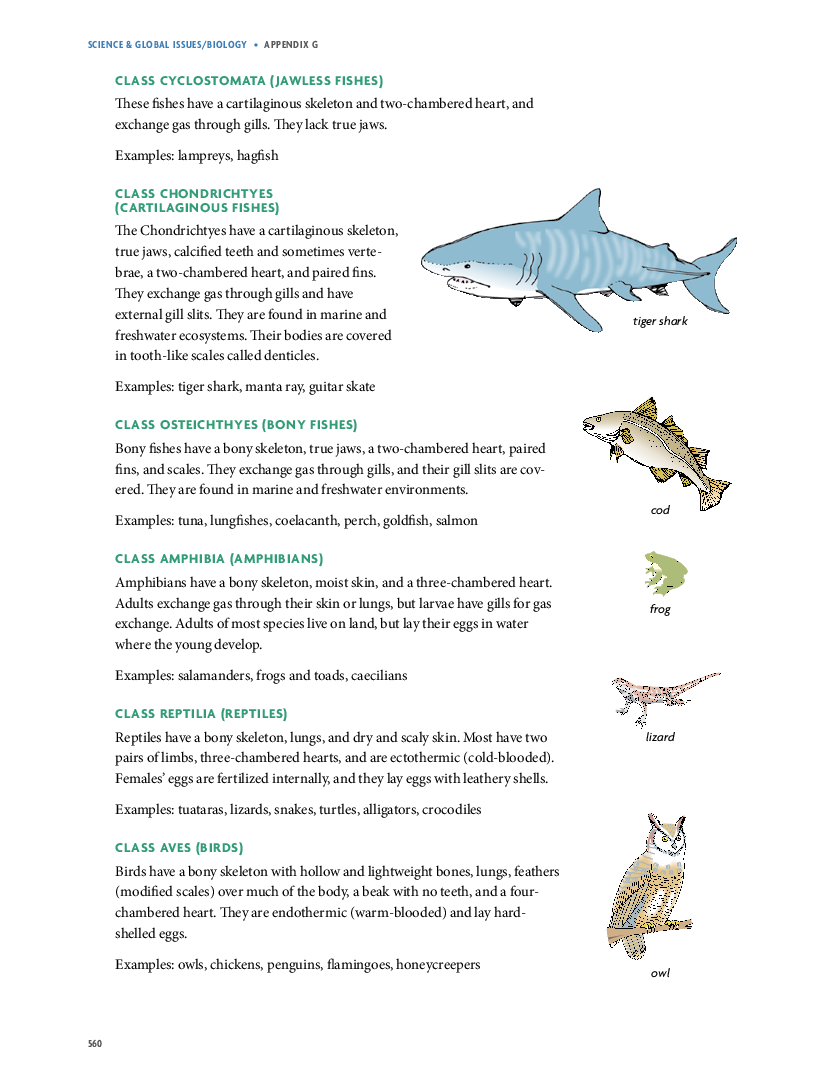 SCIENCE & GLOBAL ISSUES/BIOLOGY • APPENDIX G
CLASS CYCLOSTOMATA (JAWLESS FISHES)
These fishes have a cartilaginous skeleton and two-chambered heart, and
exchange gas through gills. They lack true jaws.
Examples: lampreys, hagfish
CLASS CHONDRICHTYES
(CARTILAGINOUS FISHES)
The Chondrichtyes have a cartilaginous skeleton,
true jaws, calcified teeth and sometimes verte-
brae, a two-chambered heart, and paired fins.
They exchange gas through gills and have
external gill slits. They are found in marine and
freshwater ecosystems. Their bodies are covered
in tooth-like scales called denticles.
Examples: tiger shark, manta ray, guitar skate
tiger shark
CLASS OSTEICHTHYES (BONY FISHES)
Bony fishes have a bony skeleton, true jaws, a two-chambered heart, paired
fins, and scales. They exchange gas through gills, and their gill slits are cov-
ered. They are found in marine and freshwater environments.
Examples: tuna, lungfishes, coelacanth, perch, goldfish, salmon
cod
CLASS AMPHIBIA (AMPHIBIANS)
Amphibians have a bony skeleton, moist skin, and a three-chambered heart.
Adults exchange gas through their skin or lungs, but larvae have gills for gas
exchange. Adults of most species live on land, but lay their eggs in water
where the young develop.
Examples: salamanders, frogs and toads, caecilians
frog
CLASS REPTILIA (REPTILES)
Reptiles have a bony skeleton, lungs, and dry and scaly skin. Most have two
pairs of limbs, three-chambered hearts, and are ectothermic (cold-blooded).
Females' eggs are fertilized internally, and they lay eggs with leathery shells.
Examples: tuataras, lizards, snakes, turtles, alligators, crocodiles
lizard
CLASS AVES (BIRDS)
Birds have a bony skeleton with hollow and lightweight bones, lungs, feathers
(modified scales) over much of the body, a beak with no teeth, and a four-
chambered heart. They are endothermic (warm-blooded) and lay hard-
shelled eggs.
Examples: owls, chickens, penguins, flamingoes, honeycreepers
owl
560